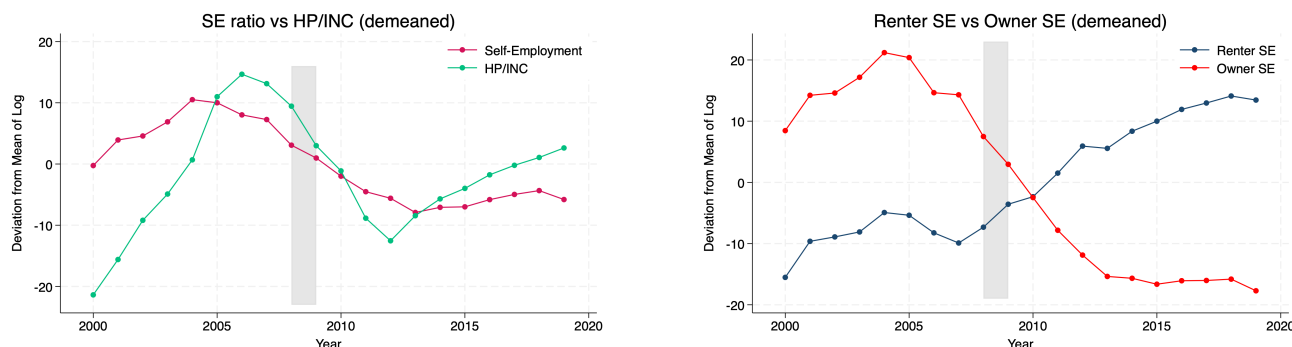 SE ratio vs HP/INC (demeaned)
Self-Employment
HP/INC
Deviation from Mean of Log
20
10
0
-10
-20
2000
2005
2010
2015
2020
Year
Renter SE vs Owner SE (demeaned)
Renter SE
Owner SE
Deviation from Mean of Log
20
10
0
-10
-20
2000
2005
2010
2015
2020
Year